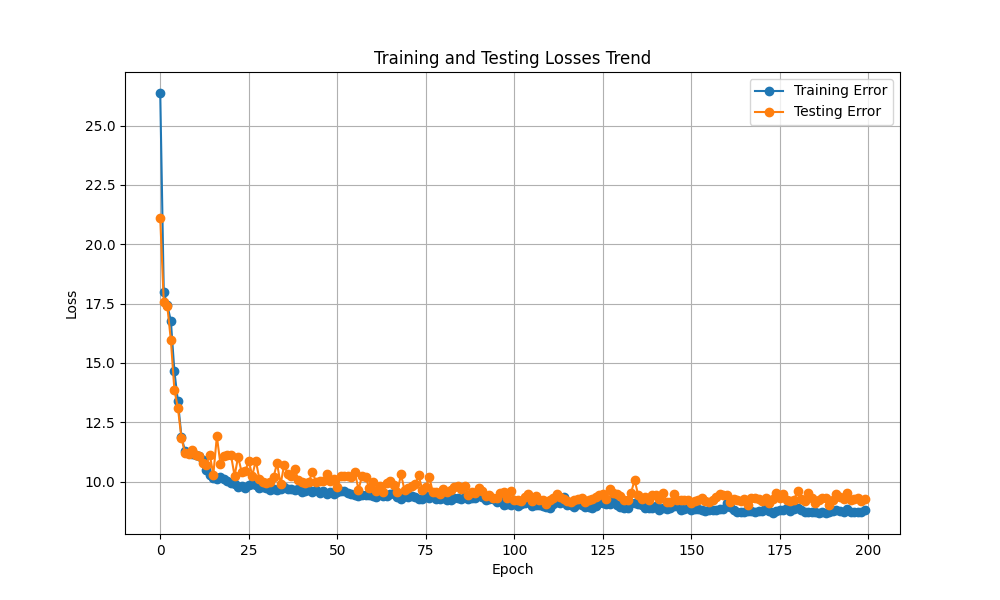 Training and Testing Losses Trend
Training Error
Testing Error
25.0
22.5
20.0
17.5
15.0
12.5
10.0
Loss
0 25 50 75 100 125 150 175 200
Epoch